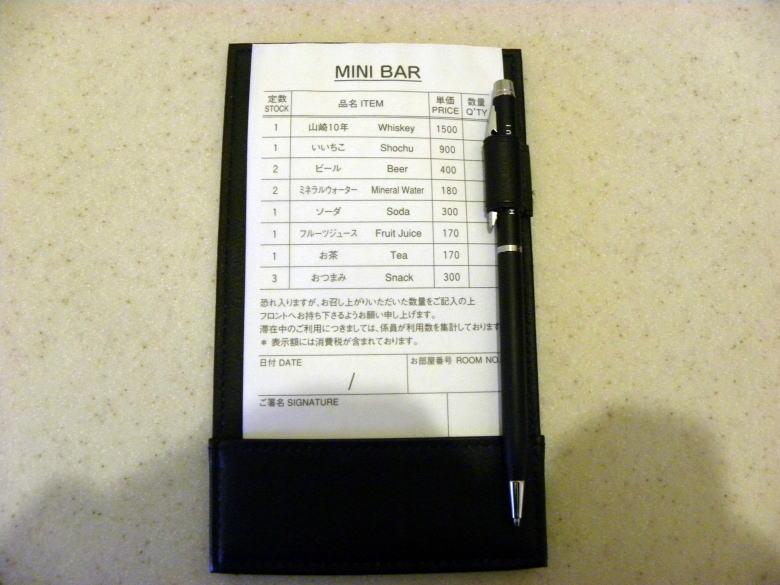 MINI BAR
定数 STOCK 品名 ITEM 単価 PRICE 数量 Q'TY
1 山崎10年 Whiskey 1500
1 いいちこ Shochu 900
2 ビール Beer 400
2 ミネラルウォーター Mineral Water 180
1 ソーダ Soda 300
1 フルーツジュース Fruit Juice 170
1 お茶 Tea 170
3 おつまみ Snack 300
恐れ入りますが、お召し上がりいただいた数量をご記入の上
フロントへお持ち下さるようお願い申し上げます。
滞在中のご利用につきましては、係員が利用数を集計しております
* 表示額には消費税が含まれております。
日付 DATE お部屋番号 ROOM NO.
/
ご署名 SIGNATURE